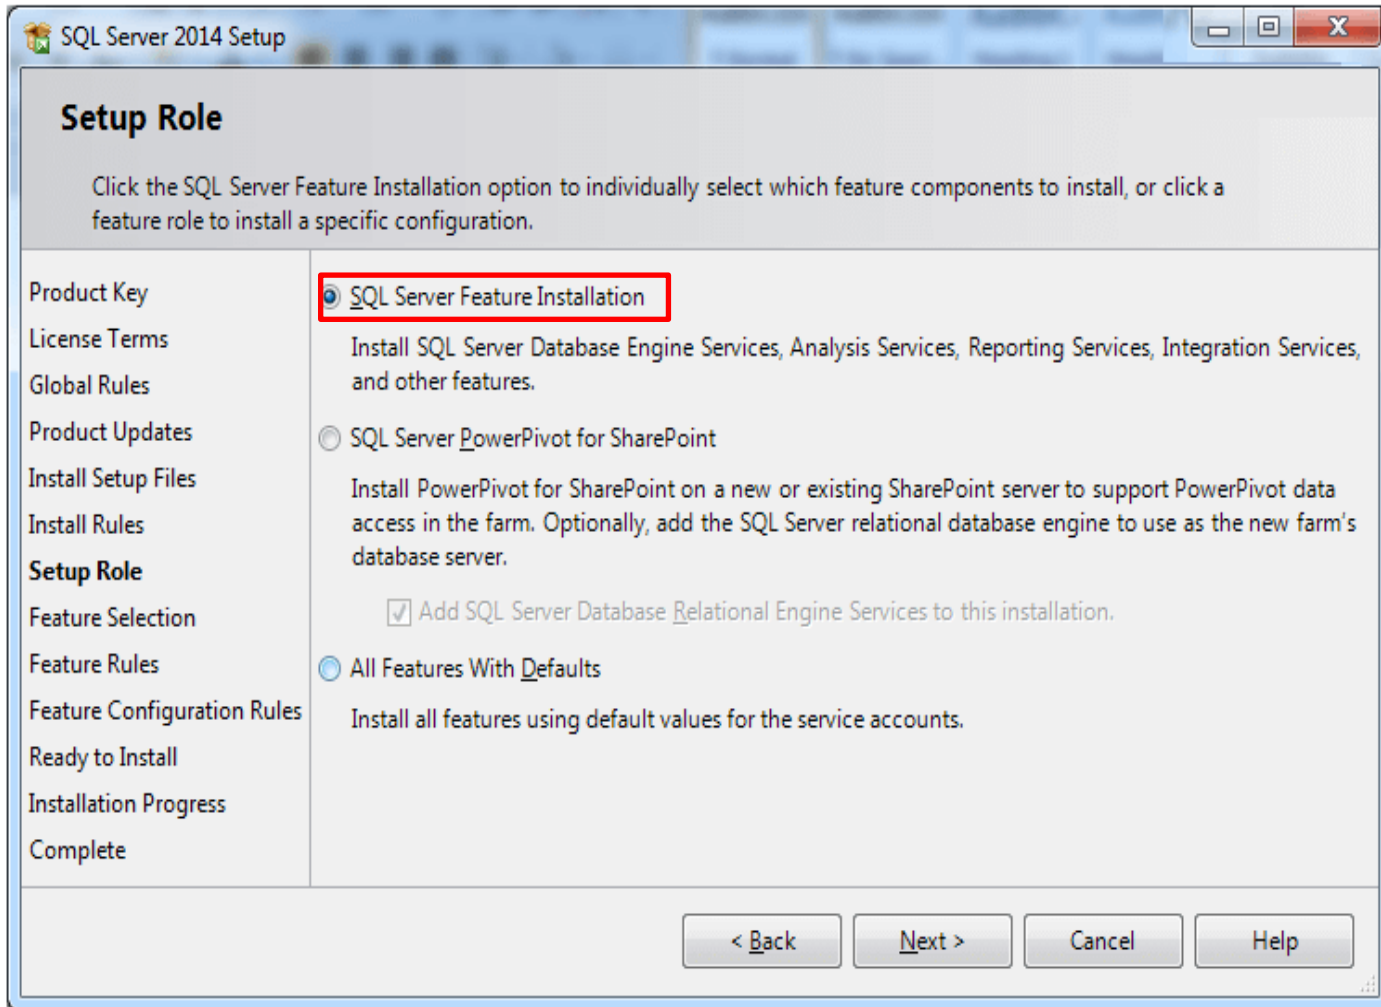 SQL Server 2014 Setup
X
Setup Role
Click the SQL Server Feature Installation option to individually select which feature components to install, or click a
feature role to install a specific configuration.
Product Key
License Terms
Global Rules
Product Updates
Install Setup Files
Install Rules
Setup Role
Feature Selection
Feature Rules
Feature Configuration Rules
Ready to Install
Installation Progress
Complete
SQL Server Feature Installation
Install SQL Server Database Engine Services, Analysis Services, Reporting Services, Integration Services,
and other features.
SQL Server PowerPivot for SharePoint
Install PowerPivot for SharePoint on a new or existing SharePoint server to support PowerPivot data
access in the farm. Optionally, add the SQL Server relational database engine to use as the new farm's
database server.
Add SQL Server Database Relational Engine Services to this installation.
All Features With Defaults
Install all features using default values for the service accounts.
< Back
Next >
Cancel
Help